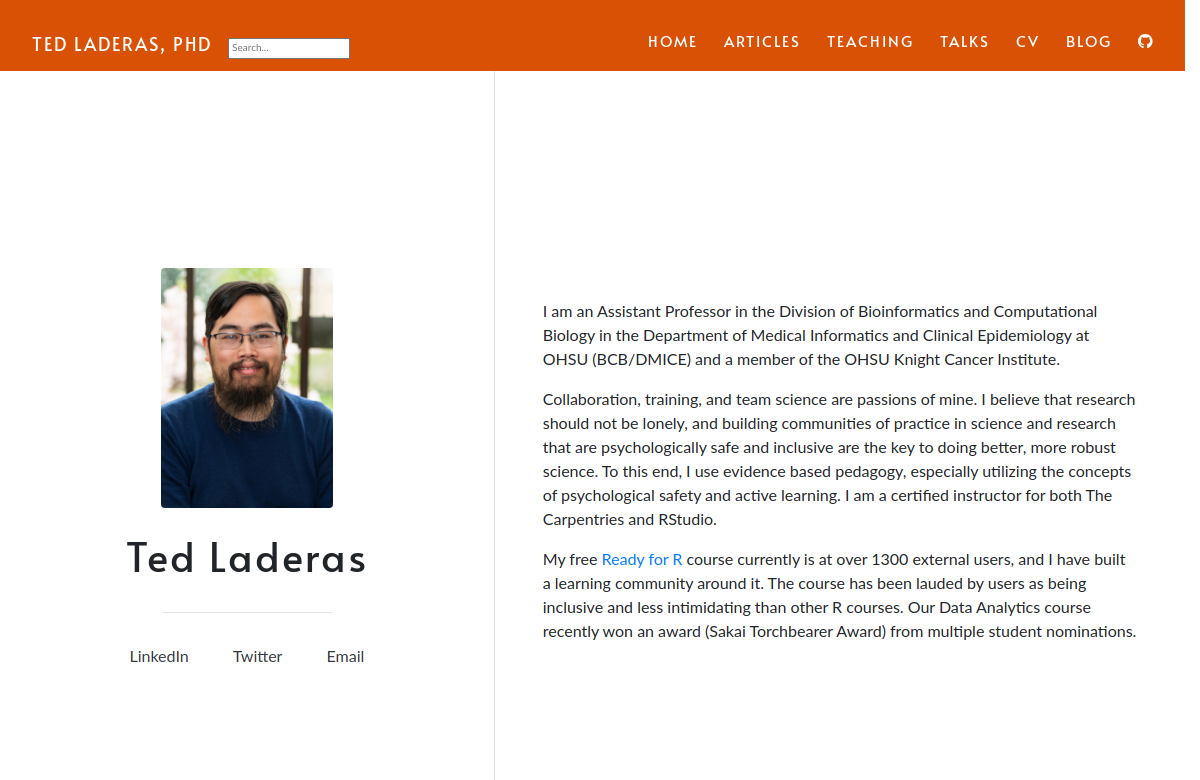 TED LADERAS, PHD
Search...
HOME ARTICLES TEACHING TALKS CV BLOG
Ted Laderas
LinkedIn Twitter Email
I am an Assistant Professor in the Division of Bioinformatics and Computational
Biology in the Department of Medical Informatics and Clinical Epidemiology at
OHSU (BCB/DMICE) and a member of the OHSU Knight Cancer Institute.
Collaboration, training, and team science are passions of mine. I believe that research
should not be lonely, and building communities of practice in science and research
that are psychologically safe and inclusive are the key to doing better, more robust
science. To this end, I use evidence based pedagogy, especially utilizing the concepts
of psychological safety and active learning. I am a certified instructor for both The
Carpentries and RStudio.
My free Ready for R course currently is at over 1300 external users, and I have built
a learning community around it. The course has been lauded by users as being
inclusive and less intimidating than other R courses. Our Data Analytics course
recently won an award (Sakai Torchbearer Award) from multiple student nominations.